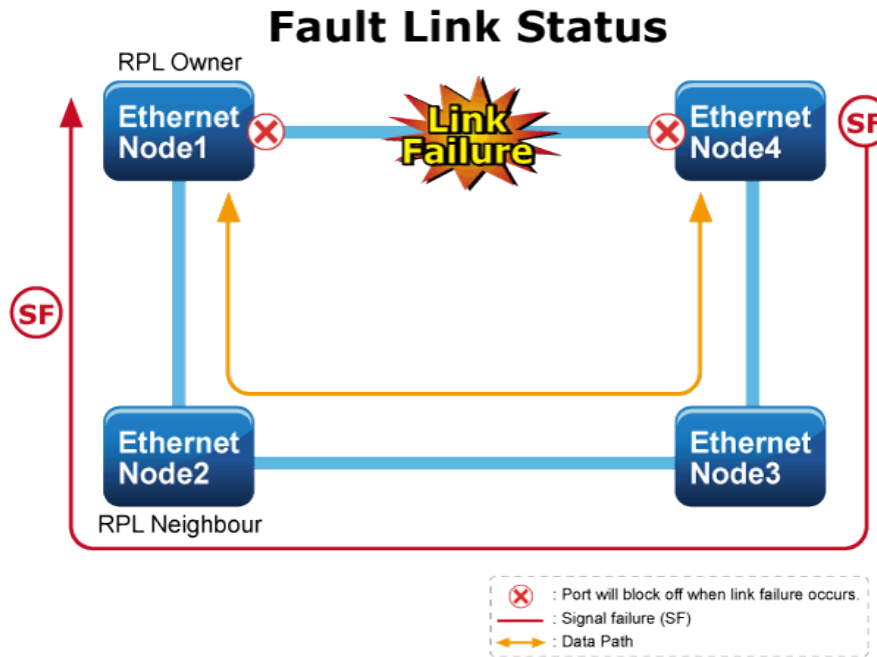 Fault Link Status
RPL Owner
Ethernet
Node1
Link
Failure
Ethernet
Node4
SF
SF
Ethernet
Node2
Ethernet
Node3
RPL Neighbour
: Port will block off when link failure occurs.
: Signal failure (SF)
: Data Path